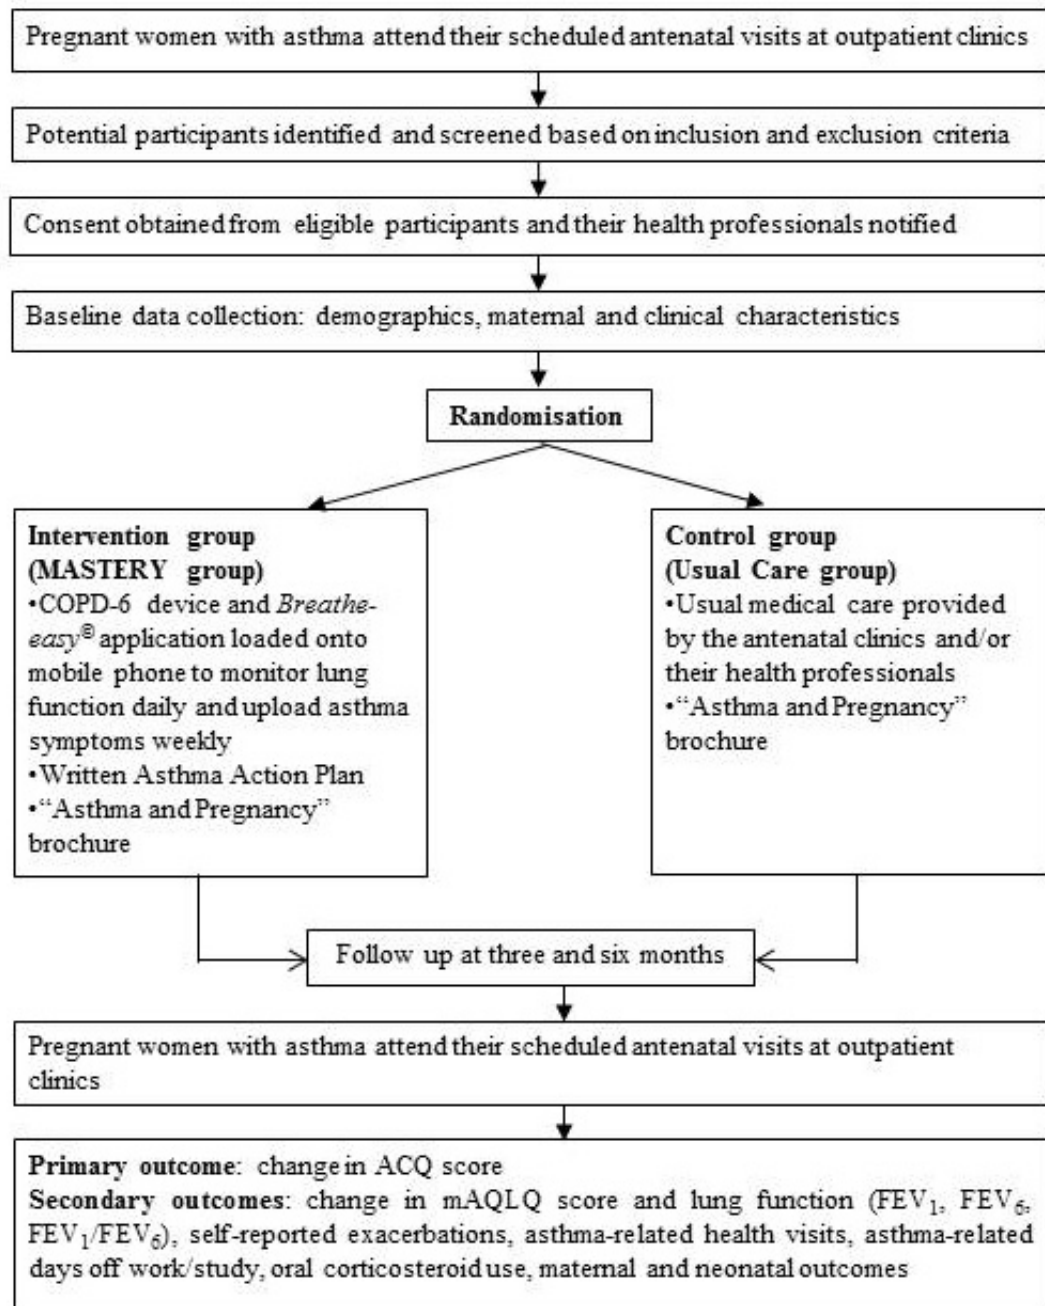 Pregnant women with asthma attend their scheduled antenatal visits at outpatient clinics
Potential participants identified and screened based on inclusion and exclusion criteria
Consent obtained from eligible participants and their health professionals notified
Baseline data collection: demographics, maternal and clinical characteristics
Randomisation
Intervention group
(MASTERY group)
•COPD-6 device and Breathe-
easy© application loaded onto
mobile phone to monitor lung
function daily and upload asthma
symptoms weekly
•Written Asthma Action Plan
•“Asthma and Pregnancy”
brochure
Control group
(Usual Care group)
•Usual medical care provided
by the antenatal clinics and/or
their health professionals
•“Asthma and Pregnancy”
brochure
Follow up at three and six months
Pregnant women with asthma attend their scheduled antenatal visits at outpatient
clinics
Primary outcome: change in ACQ score
Secondary outcomes: change in mAQLQ score and lung function (FEV1, FEV6,
FEV1/FEV6), self-reported exacerbations, asthma-related health visits, asthma-related
days off work/study, oral corticosteroid use, maternal and neonatal outcomes